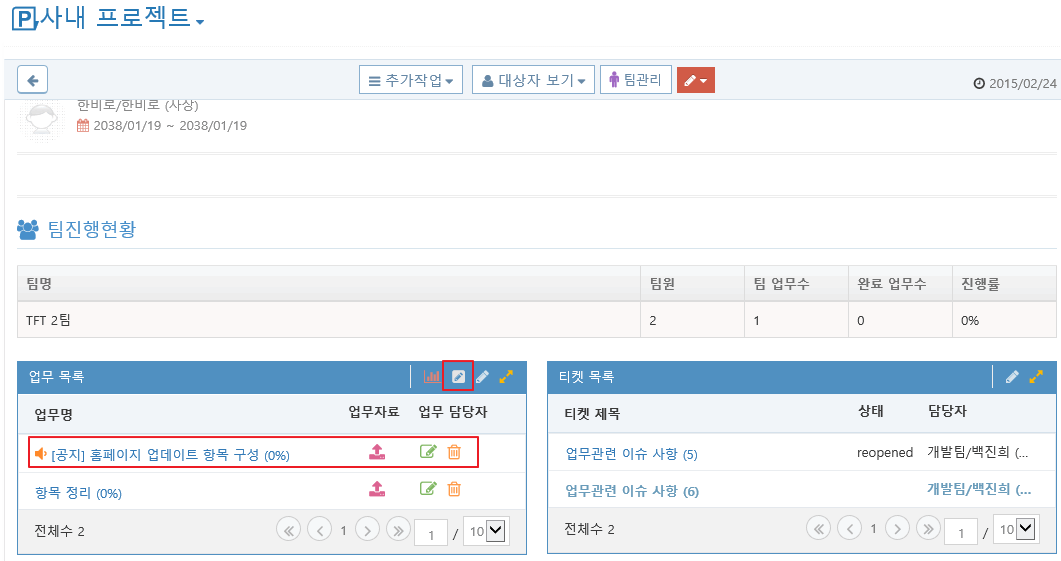 사내 프로젝트
추가작업 대상자 보기 팀관리 2015/02/24
한비로/한비로 (사장)
2038/01/19 ~ 2038/01/19
팀진행현황
팀명 팀원 팀 업무수 완료 업무수 진행률
TFT 2팀 2 1 0 0%
업무 목록
업무명 업무자료 업무 담당자
[공지] 홈페이지 업데이트 항목 구성 (0%)
항목 정리 (0%)
전체수 2 1 1 / 10
티켓 목록
티켓 제목 상태 담당자
업무관련 이슈 사항 (5) reopened 개발팀/백진희 (...
업무관련 이슈 사항 (6) 개발팀/백진희 (...
전체수 2 1 1 / 10